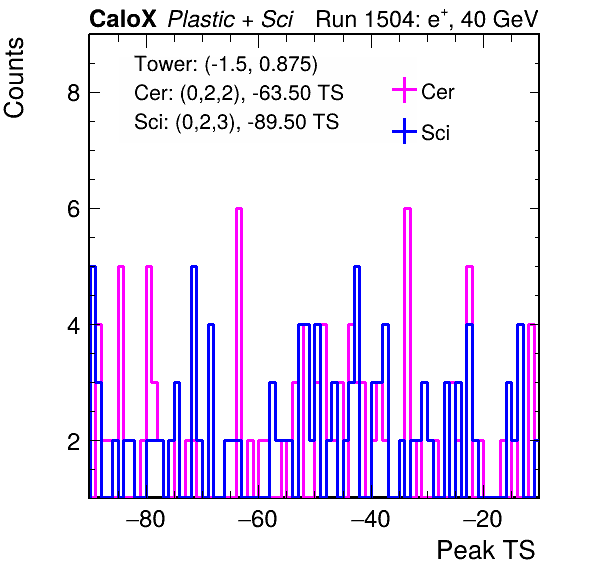 CaloX Plastic + Sci Run 1504: e+, 40 GeV
Counts
Tower: (-1.5, 0.875)
Cer: (0,2,2), -63.50 TS
Sci: (0,2,3), -89.50 TS
Cer
Sci
8
6
4
2
−80 −60 −40 −20
Peak TS